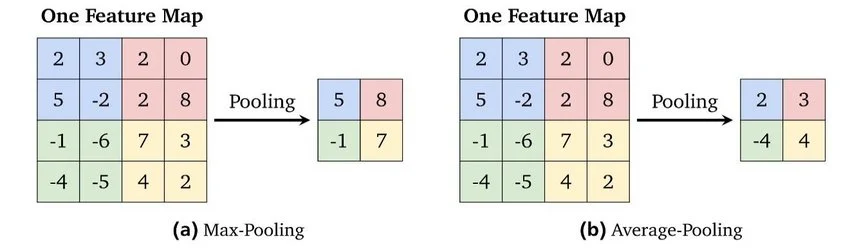 One Feature Map One Feature Map
2 3 2 0 2 3 2 0
5 -2 2 8 Pooling 5 8 5 -2 2 8 Pooling 2 3
-1 -6 7 3 -1 7 -1 -6 7 3 -4 4
-4 -5 4 2 -4 -5 4 2
(a) Max-Pooling (b) Average-Pooling